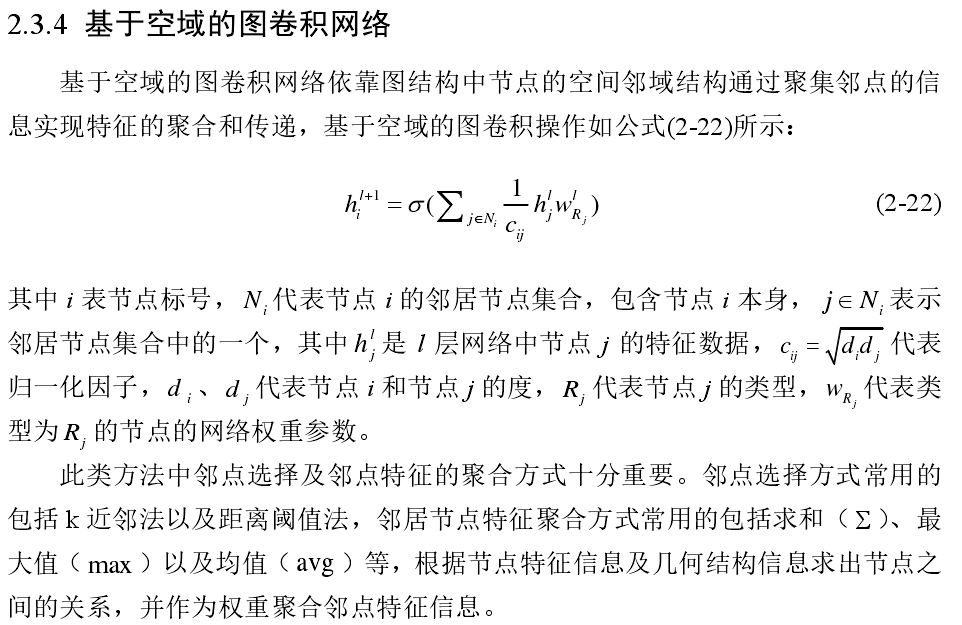 2.3.4 基于空域的图卷积网络
基于空域的图卷积网络依靠图结构中节点的空间邻域结构通过聚集邻点的信
息实现特征的聚合和传递，基于空域的图卷积操作如公式(2-22)所示：
h_i^{l+1} = σ(∑_{j∈N_i} \frac{1}{c_{ij}} h_j^l w_{R_j}^l) (2-22)
其中 i 表节点标号，N_i 代表节点 i 的邻居节点集合，包含节点 i 本身，j∈N_i 表示
邻居节点集合中的一个，其中 h_j^l 是 l 层网络中节点 j 的特征数据，c_{ij} = \sqrt{d_i d_j} 代表
归一化因子，d_i、d_j 代表节点 i 和节点 j 的度，R_j 代表节点 j 的类型，w_{R_j} 代表类
型为 R_j 的节点的网络权重参数。
此类方法中邻点选择及邻点特征的聚合方式十分重要。邻点选择方式常用的
包括 k 近邻法以及距离阈值法，邻居节点特征聚合方式常用的包括求和（Σ）、最
大值（max）以及均值（avg）等，根据节点特征信息及几何结构信息求出节点之
间的关系，并作为权重聚合邻点特征信息。